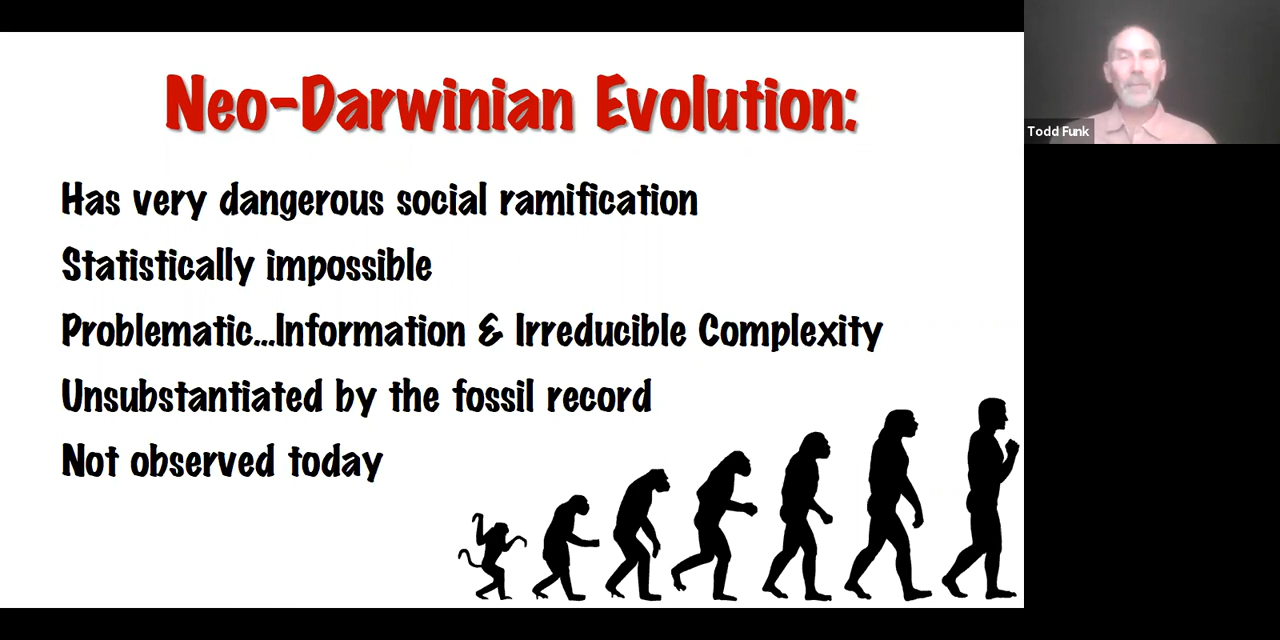 Neo-Darwinian Evolution:
Has very dangerous social ramification
Statistically impossible
Problematic...Information & Irreducible Complexity
Unsubstantiated by the fossil record
Not observed today
Todd Funk